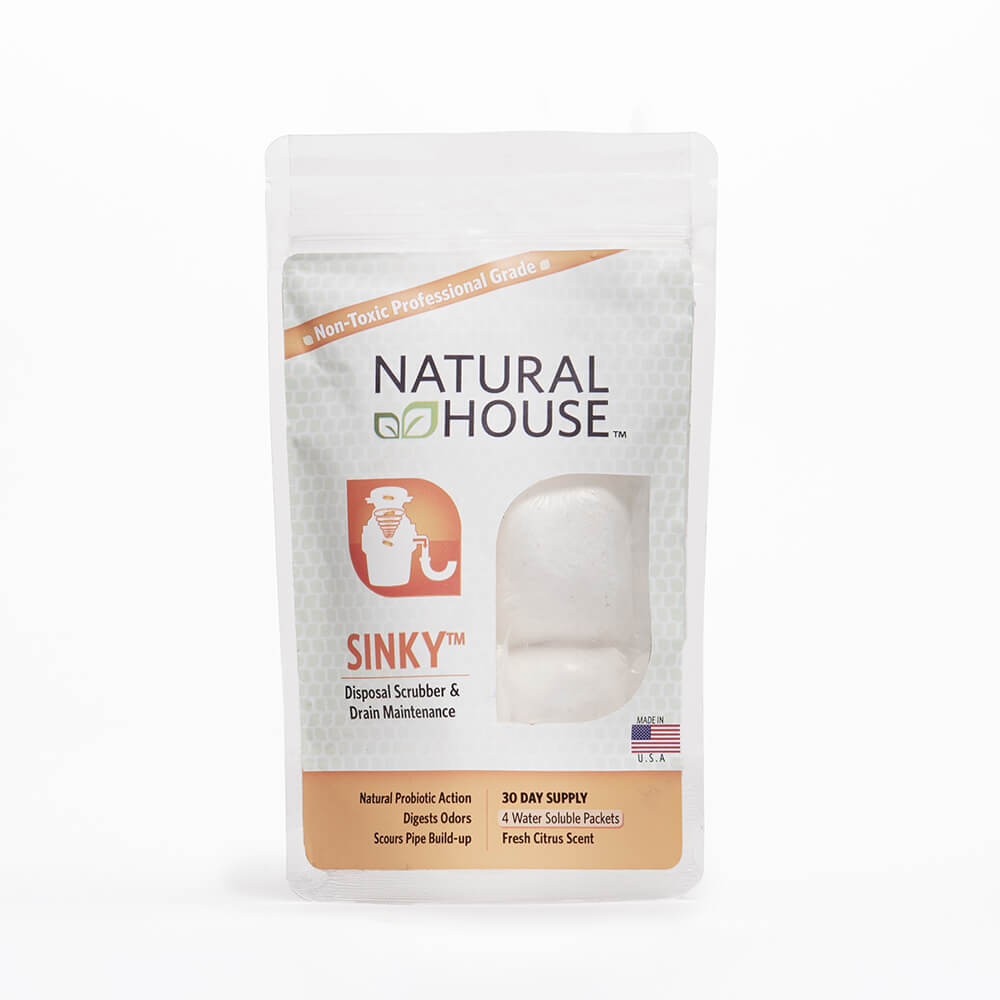 Non-Toxic Professional Grade
NATURAL
HOUSE™
SINKY™
Disposal Scrubber &
Drain Maintenance
MADE IN
U.S.A
Natural Probiotic Action
Digests Odors
Scours Pipe Build-up
30 DAY SUPPLY
4 Water Soluble Packets
Fresh Citrus Scent